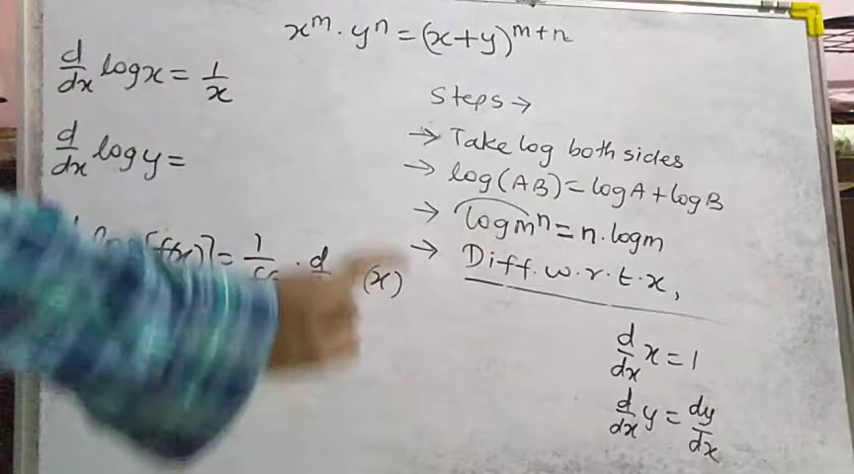 x^m · y^n = (x+y)^{m+n}
d/dx log x = 1/x
d/dx log y =
[f(x)] = 1/ · d (x)
Steps →
→ Take log both sides
→ log(AB) = log A + log B
→ log m^n = n · log m
→ Diff. w.r.t. x,
d/dx x = 1
d/dx y = dy/dx